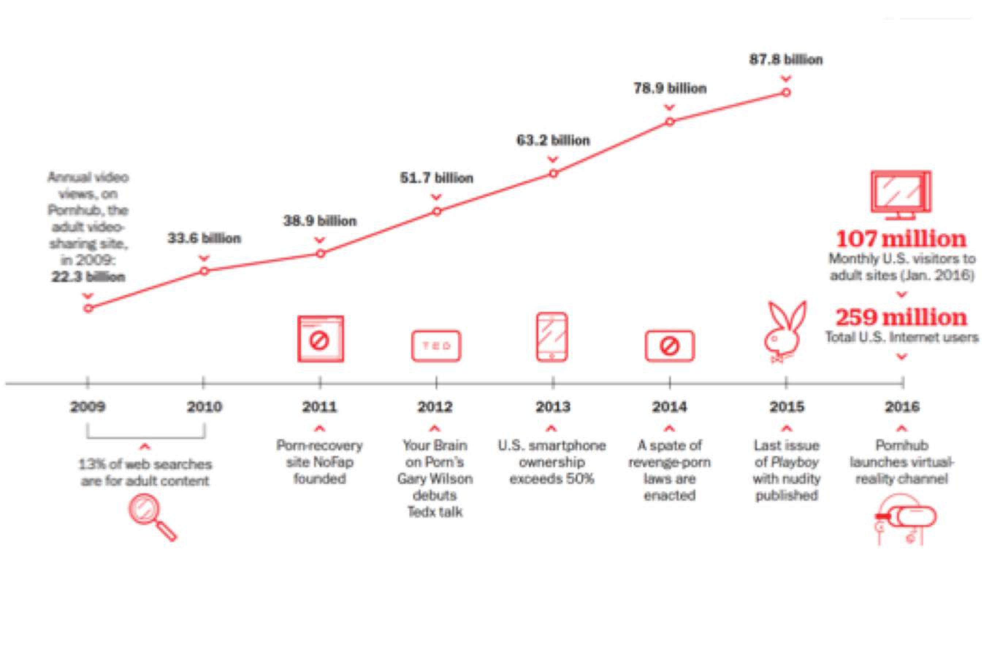 87.8 billion
78.9 billion
63.2 billion
51.7 billion
38.9 billion
33.6 billion
Annual video
views, on
Pornhub, the
adult video-
sharing site,
in 2009:
22.3 billion
107 million
Monthly U.S. visitors to
adult sites (Jan. 2016)
259 million
Total U.S. Internet users
TED
2009
2010
2011
2012
2013
2014
2015
2016
13% of web searches
are for adult content
Porn-recovery
site NoFap
founded
Your Brain
on Porn's
Gary Wilson
debuts
Tedx talk
U.S. smartphone
ownership
exceeds 50%
A spate of
revenge-porn
laws are
enacted
Last issue
of Playboy
with nudity
published
Pornhub
launches virtual-
reality channel